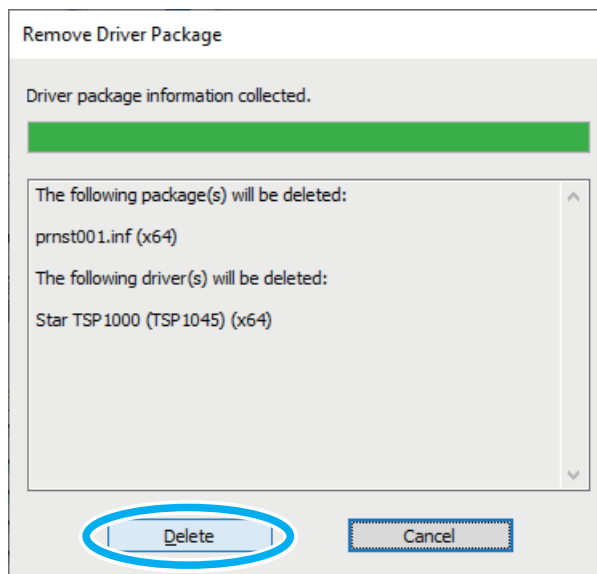 Remove Driver Package
Driver package information collected.
The following package(s) will be deleted:
prnst001.inf (x64)
The following driver(s) will be deleted:
Star TSP1000 (TSP1045) (x64)
Delete
Cancel